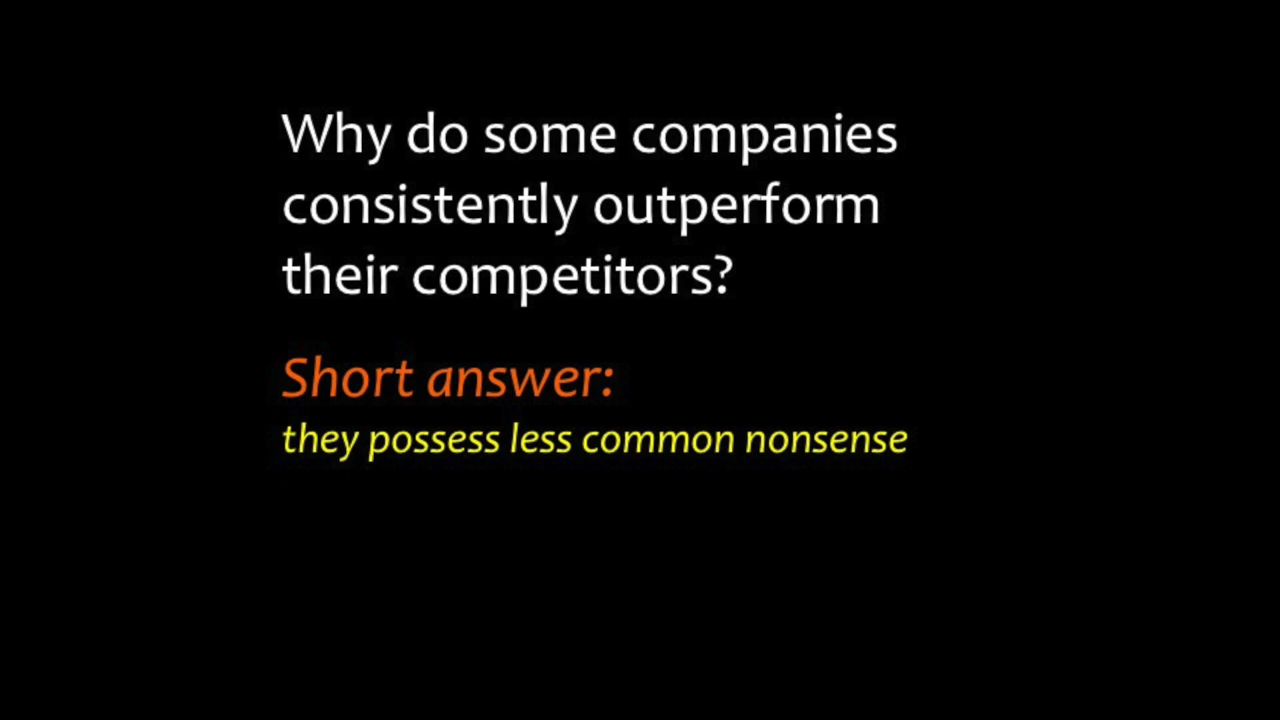 Why do some companies
consistently outperform
their competitors?
Short answer:
they possess less common nonsense